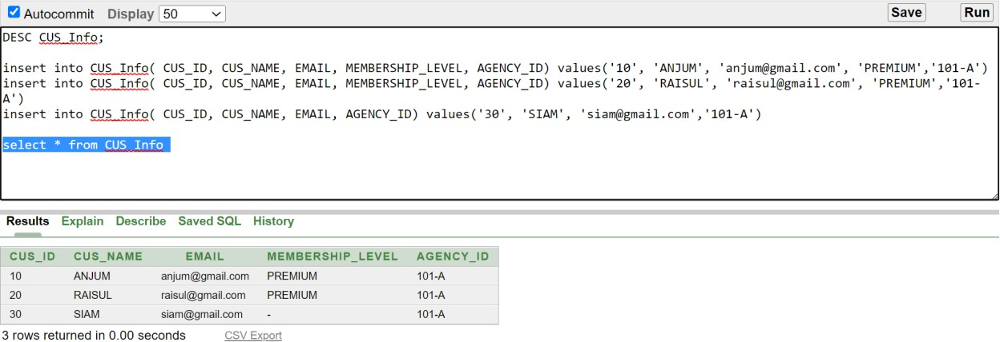 Autocommit Display 50 Save Run
DESC CUS_Info;
insert into CUS_Info( CUS_ID, CUS_NAME, EMAIL, MEMBERSHIP_LEVEL, AGENCY_ID) values('10', 'ANJUM', 'anjum@gmail.com', 'PREMIUM','101-A')
insert into CUS_Info( CUS_ID, CUS_NAME, EMAIL, MEMBERSHIP_LEVEL, AGENCY_ID) values('20', 'RAISUL', 'raisul@gmail.com', 'PREMIUM','101-
A')
insert into CUS_Info( CUS_ID, CUS_NAME, EMAIL, AGENCY_ID) values('30', 'SIAM', 'siam@gmail.com','101-A')
select * from CUS_Info
Results Explain Describe Saved SQL History
CUS_ID CUS_NAME EMAIL MEMBERSHIP_LEVEL AGENCY_ID
10 ANJUM anjum@gmail.com PREMIUM 101-A
20 RAISUL raisul@gmail.com PREMIUM 101-A
30 SIAM siam@gmail.com - 101-A
3 rows returned in 0.00 seconds CSV Export